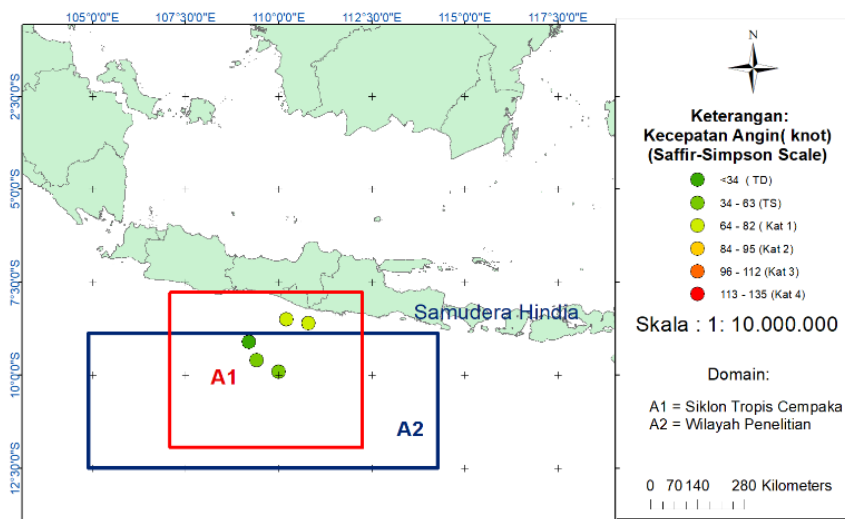 105°0'0"E 107°30'0"E 110°0'0"E 112°30'0"E 115°0'0"E 117°30'0"E
2°30'0"S
5°0'0"S
7°30'0"S
10°0'0"S
12°30'0"S
Samudera Hindia
A1
A2
N
Keterangan:
Kecepatan Angin( knot)
(Saffir-Simpson Scale)
<34 ( TD)
34 - 63 (TS)
64 - 82 ( Kat 1)
84 - 95 (Kat 2)
96 - 112 (Kat 3)
113 - 135 (Kat 4)
Skala : 1: 10.000.000
Domain:
A1 = Siklon Tropis Cempaka
A2 = Wilayah Penelitian
0 70 140 280 Kilometers